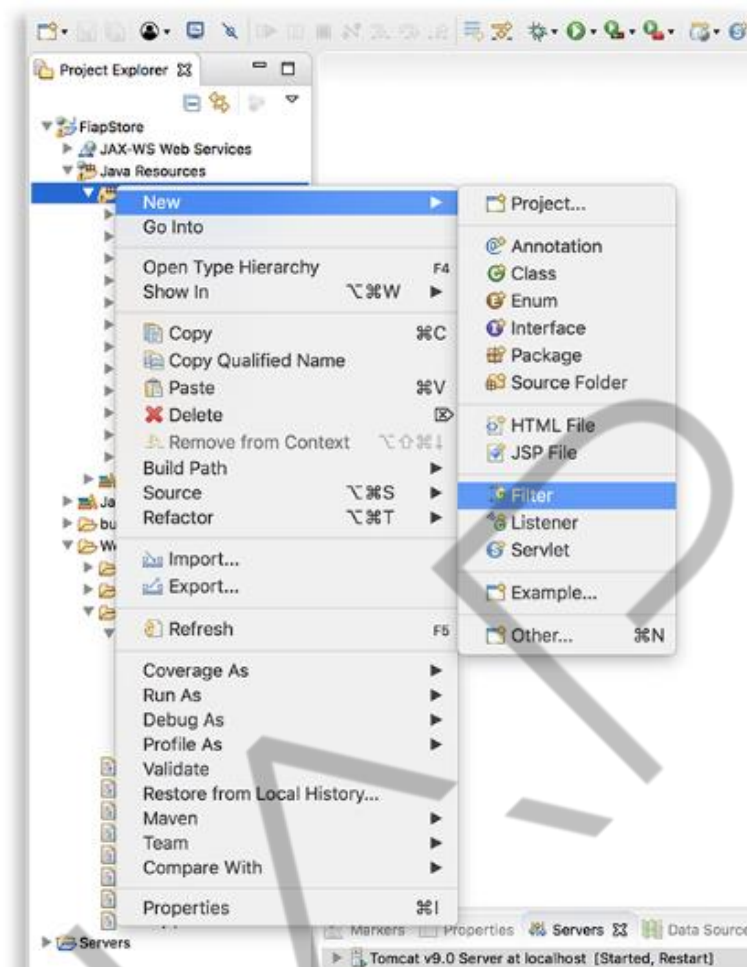 Project Explorer
FiapStore
JAX-WS Web Services
Java Resources
New
Go Into
Open Type Hierarchy F4
Show In ⌥⌘W
Copy ⌘C
Copy Qualified Name
Paste ⌘V
Delete ⌦
Remove from Context ⌥⇧⌘↓
Build Path
Source ⌥⌘S
Refactor ⌥⌘T
Import...
Export...
Refresh F5
Coverage As
Run As
Debug As
Profile As
Validate
Restore from Local History...
Maven
Team
Compare With
Properties ⌘I
Project...
Annotation
Class
Enum
Interface
Package
Source Folder
HTML File
JSP File
Filter
Listener
Servlet
Example...
Other... ⌘N
Ja
bu
We
Servers
Markers Properties Servers Data Source
Tomcat v9.0 Server at localhost [Started, Restart]